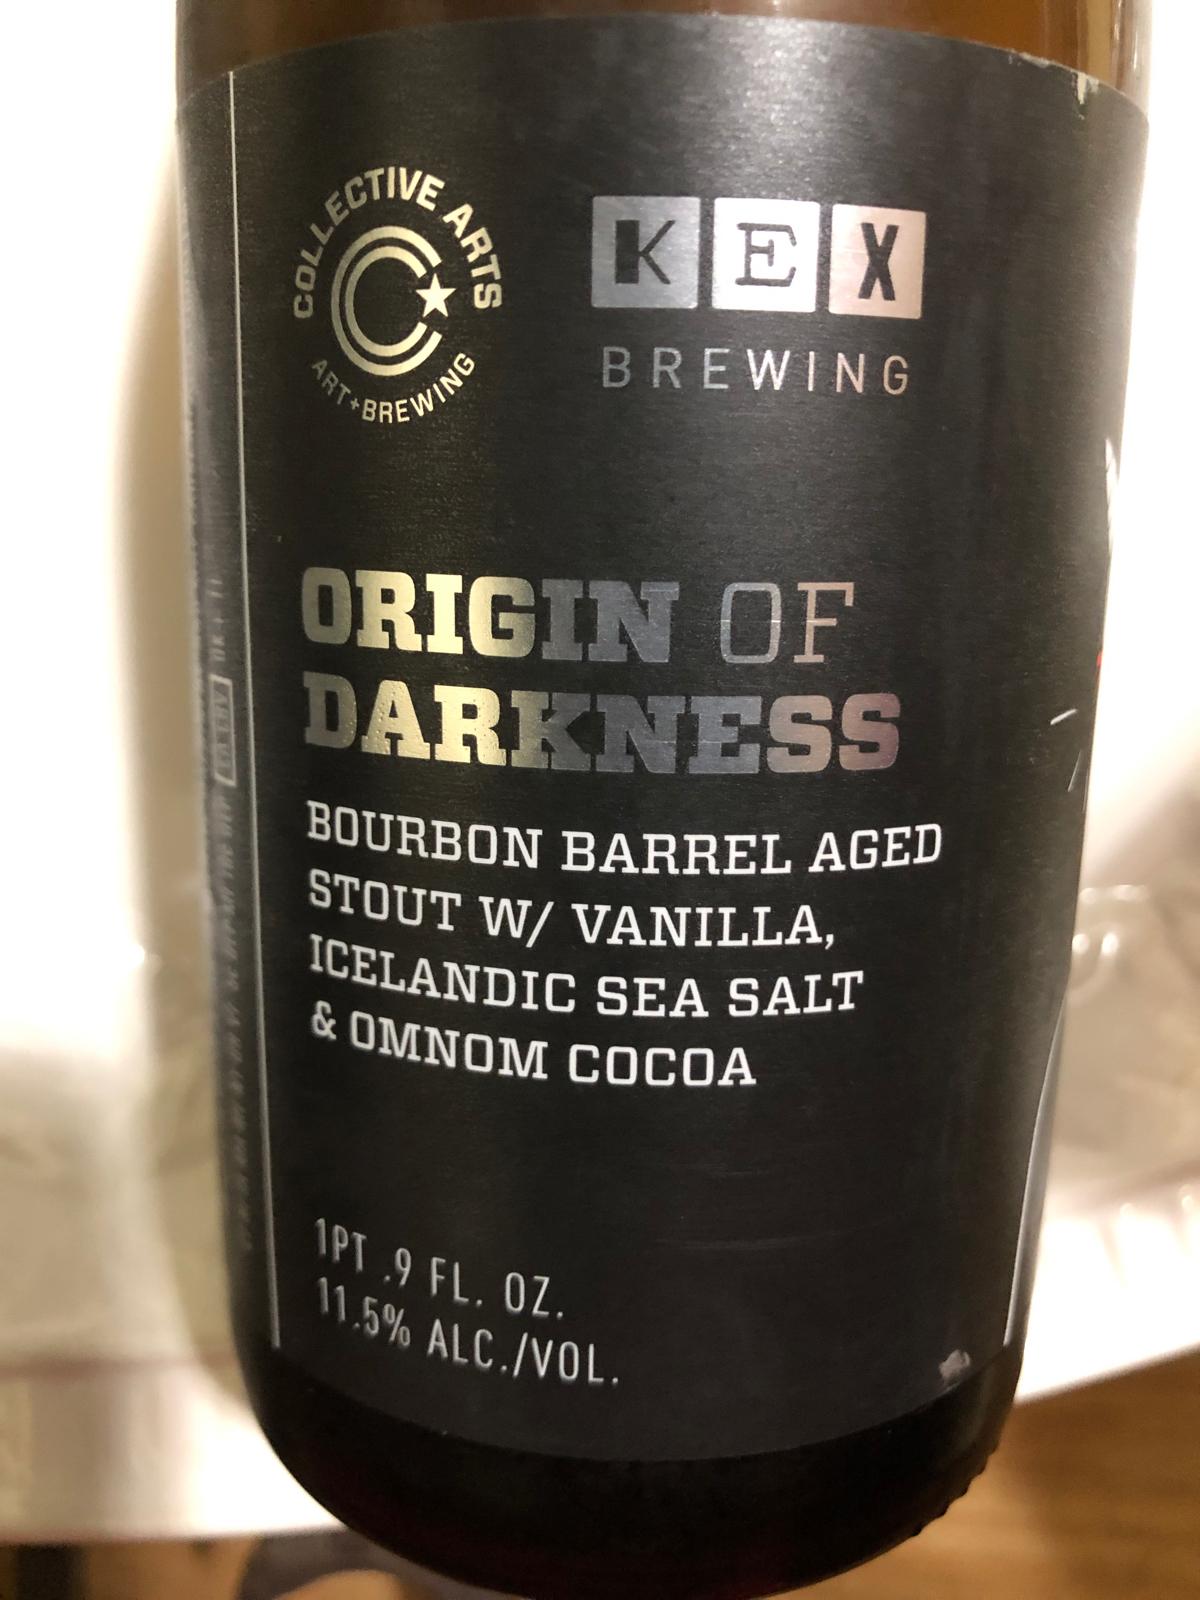 COLLECTIVE ARTS
ART+BREWING
KEX
BREWING
ORIGIN OF
DARKNESS
BOURBON BARREL AGED
STOUT W/ VANILLA,
ICELANDIC SEA SALT
& OMNOM COCOA
1PT .9 FL. OZ.
11.5% ALC./VOL.